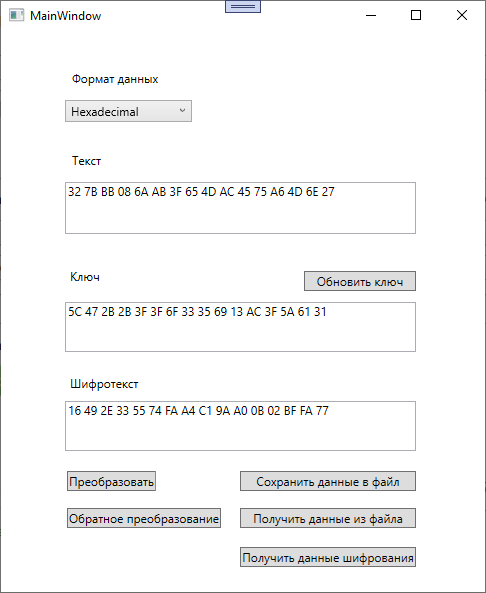 MainWindow
Формат данных
Hexadecimal
Текст
32 7B BB 08 6A AB 3F 65 4D AC 45 75 A6 4D 6E 27
Ключ
Обновить ключ
5C 47 2B 2B 3F 3F 6F 33 35 69 13 AC 3F 5A 61 31
Шифротекст
16 49 2E 33 55 74 FA A4 C1 9A A0 0B 02 BF FA 77
Преобразовать
Сохранить данные в файл
Обратное преобразование
Получить данные из файла
Получить данные шифрования